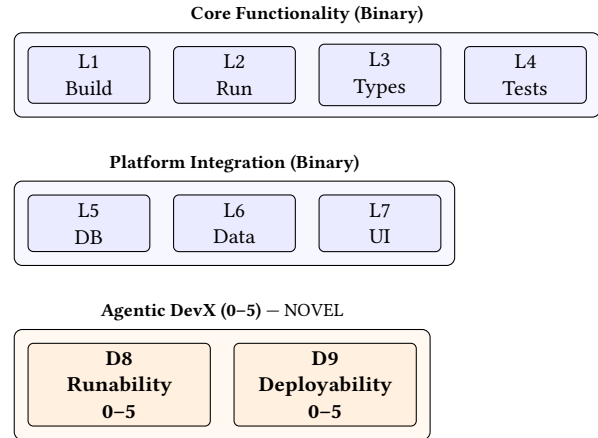 Core Functionality (Binary)
L1
Build
L2
Run
L3
Types
L4
Tests
Platform Integration (Binary)
L5
DB
L6
Data
L7
UI
Agentic DevX (0–5) — NOVEL
D8
Runability
0–5
D9
Deployability
0–5